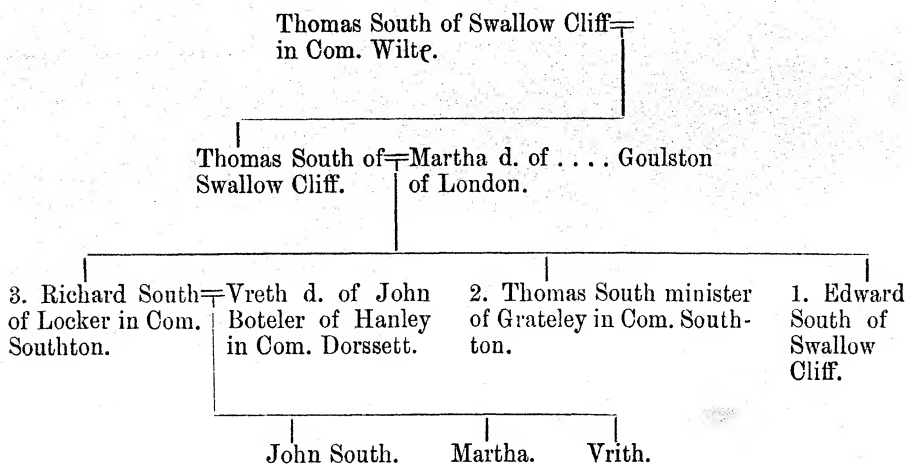 Thomas South of Swallow Cliff
in Com. Wiltę.
Thomas South of
Swallow Cliff.
Martha d. of . . . . Goulston
of London.
3. Richard South
of Locker in Com.
Southton.
Vreth d. of John
Boteler of Hanley
in Com. Dorssett.
2. Thomas South minister
of Grateley in Com. South-
ton.
1. Edward
South of
Swallow
Cliff.
John South.
Martha.
Vrith.